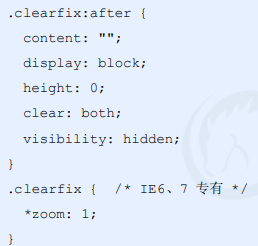 .clearfix:after {
  content: "";
  display: block;
  height: 0;
  clear: both;
  visibility: hidden;
}
.clearfix {  /* IE6、7 专有 */
  *zoom: 1;
}